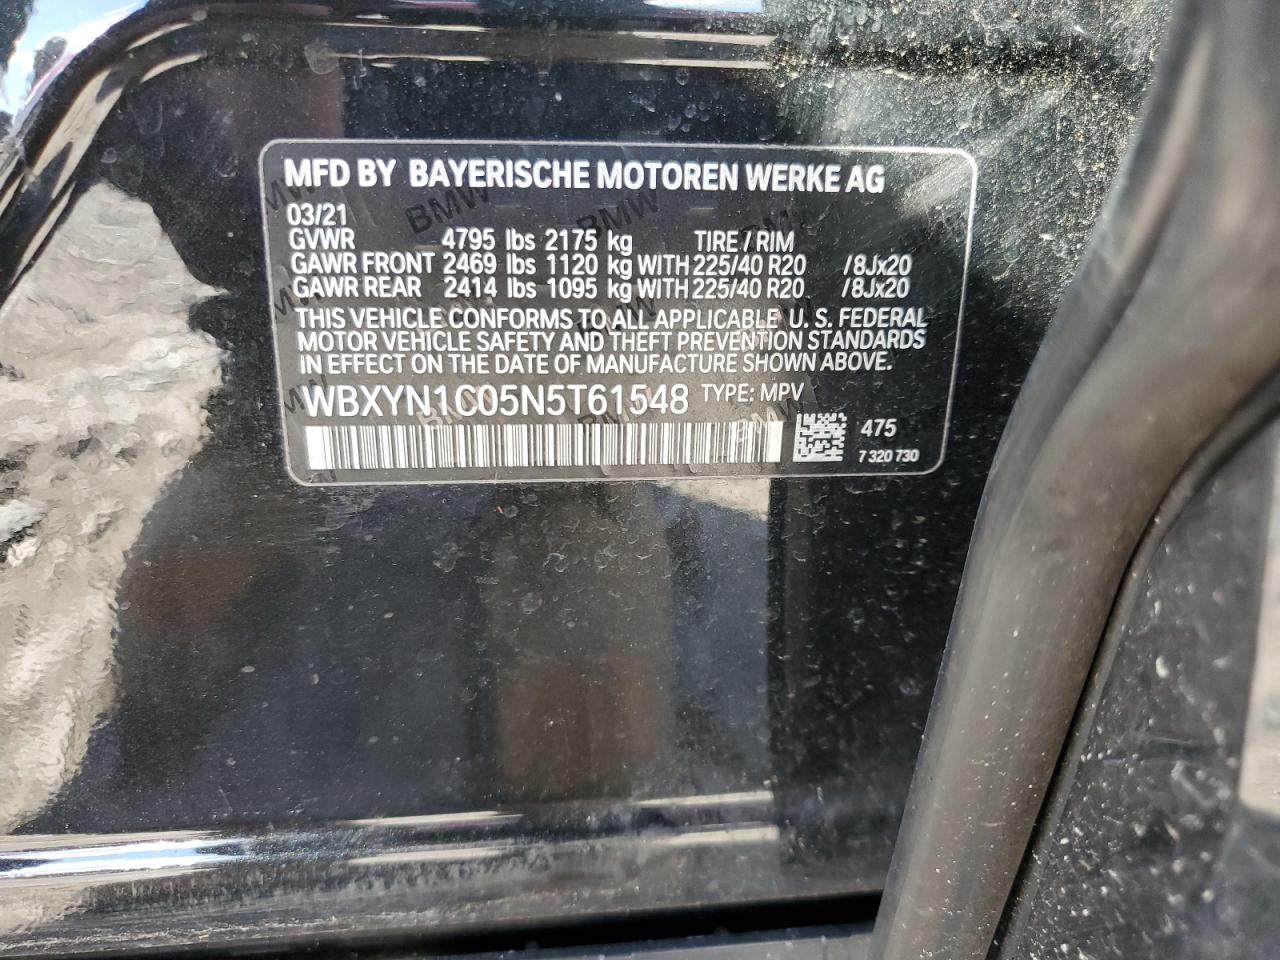 MFD BY BAYERISCHE MOTOREN WERKE AG
03/21
GVWR 4795 lbs 2175 kg TIRE / RIM
GAWR FRONT 2469 lbs 1120 kg WITH 225/40 R20 /8Jx20
GAWR REAR 2414 lbs 1095 kg WITH 225/40 R20 /8Jx20
THIS VEHICLE CONFORMS TO ALL APPLICABLE U. S. FEDERAL
MOTOR VEHICLE SAFETY AND THEFT PREVENTION STANDARDS
IN EFFECT ON THE DATE OF MANUFACTURE SHOWN ABOVE.
WBXYN1C05N5T61548 TYPE: MPV
475
7 320 730